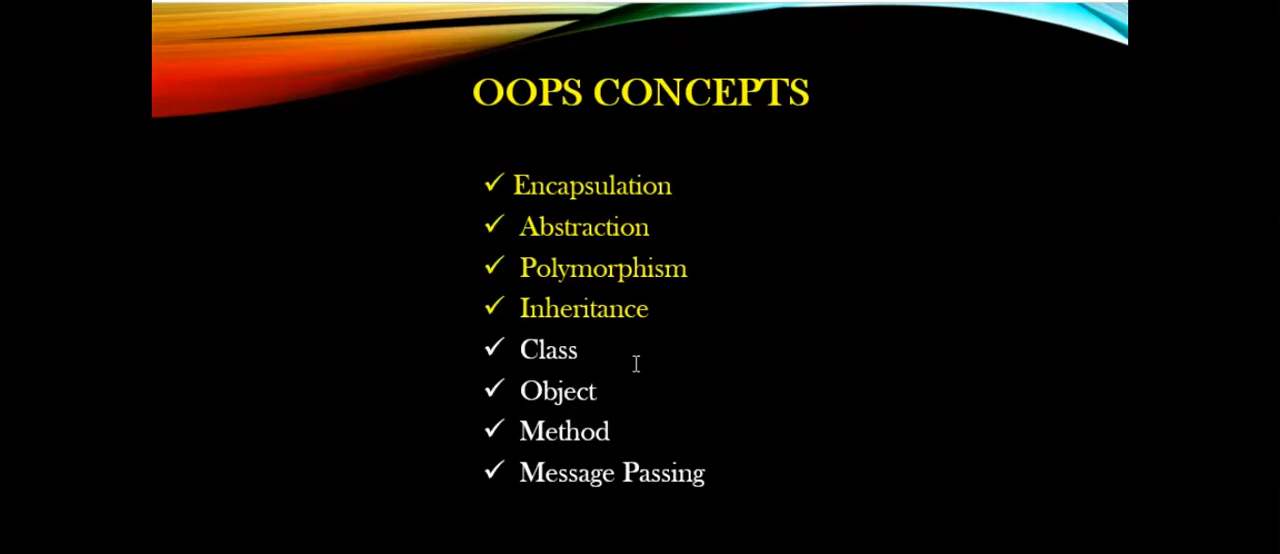 OOPS CONCEPTS
✓ Encapsulation
✓ Abstraction
✓ Polymorphism
✓ Inheritance
✓ Class
✓ Object
✓ Method
✓ Message Passing